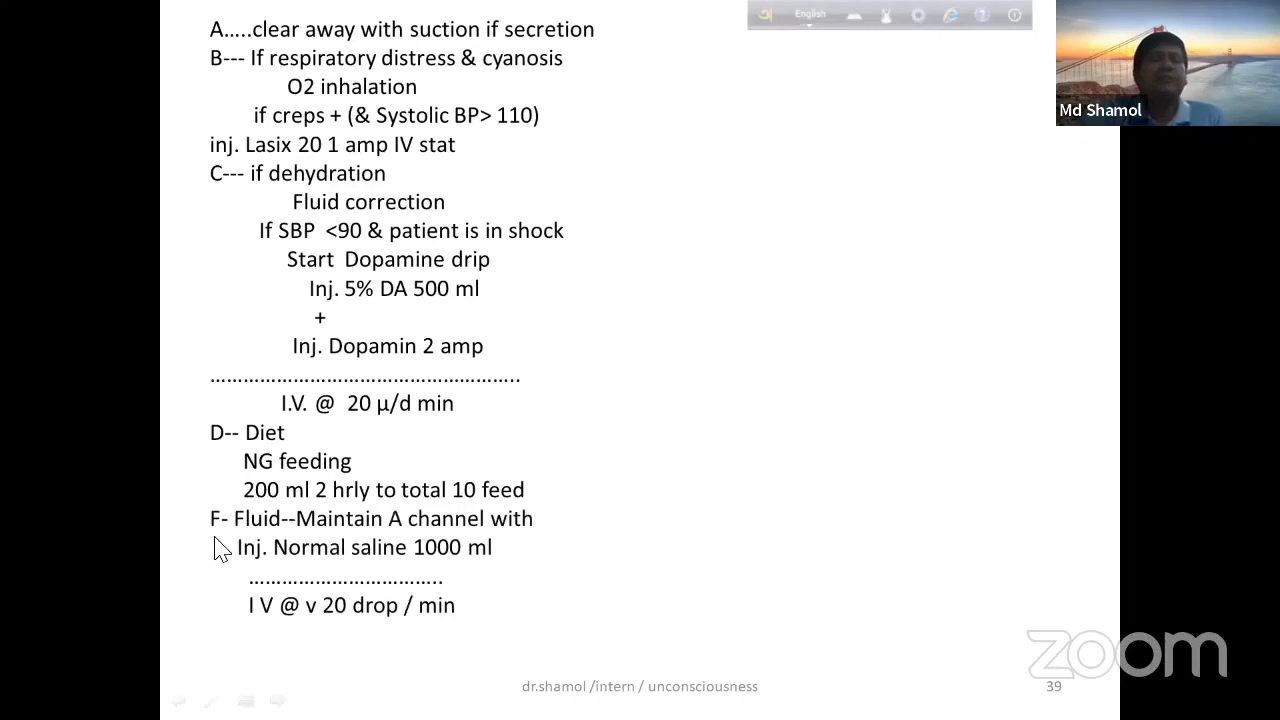 A…..clear away with suction if secretion
B--- If respiratory distress & cyanosis
O2 inhalation
if creps + (& Systolic BP> 110)
inj. Lasix 20 1 amp IV stat
C--- if dehydration
Fluid correction
If SBP <90 & patient is in shock
Start Dopamine drip
Inj. 5% DA 500 ml
+
Inj. Dopamin 2 amp
………………………………………………..
I.V. @ 20 µ/d min
D-- Diet
NG feeding
200 ml 2 hrly to total 10 feed
F- Fluid--Maintain A channel with
Inj. Normal saline 1000 ml
……………………………..
I V @ v 20 drop / min
dr.shamol /intern / unconsciousness
39
English
Md Shamol
zoom